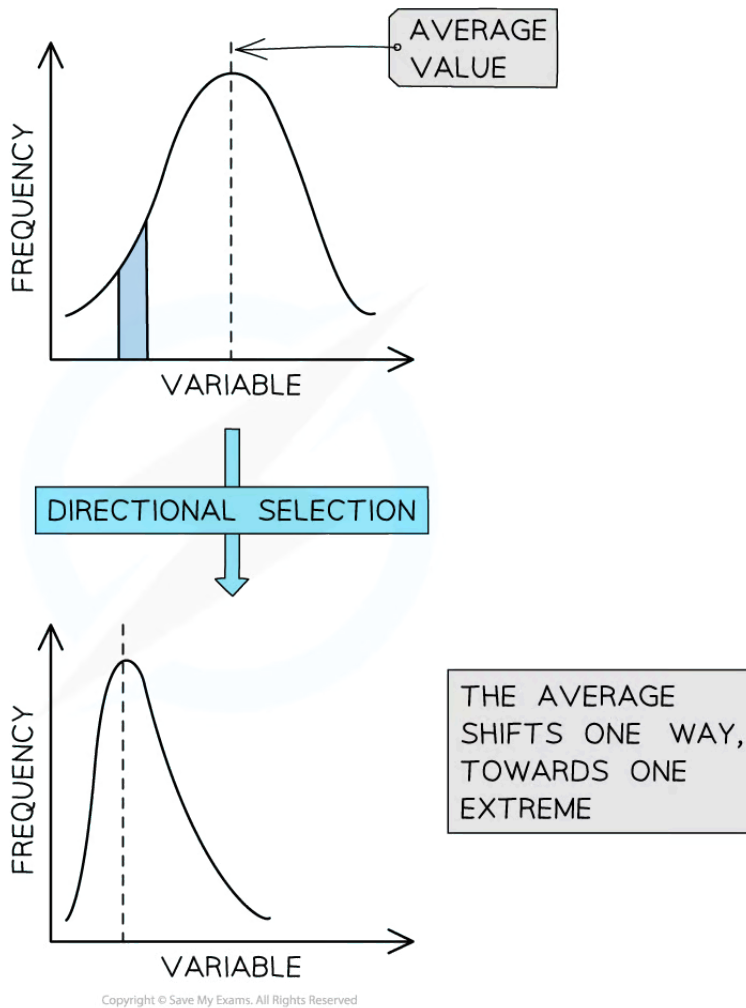 AVERAGE
VALUE
FREQUENCY
VARIABLE
DIRECTIONAL SELECTION
FREQUENCY
THE AVERAGE
SHIFTS ONE WAY,
TOWARDS ONE
EXTREME
VARIABLE
Copyright © Save My Exams. All Rights Reserved